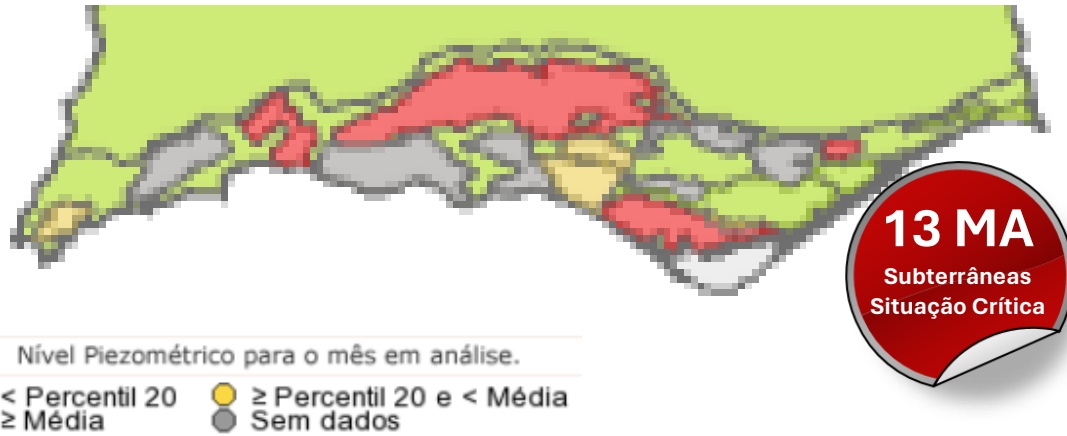 13 MA
Subterrâneas
Situação Crítica
Nível Piezométrico para o mês em análise.
< Percentil 20 ≥ Percentil 20 e < Média
≥ Média Sem dados